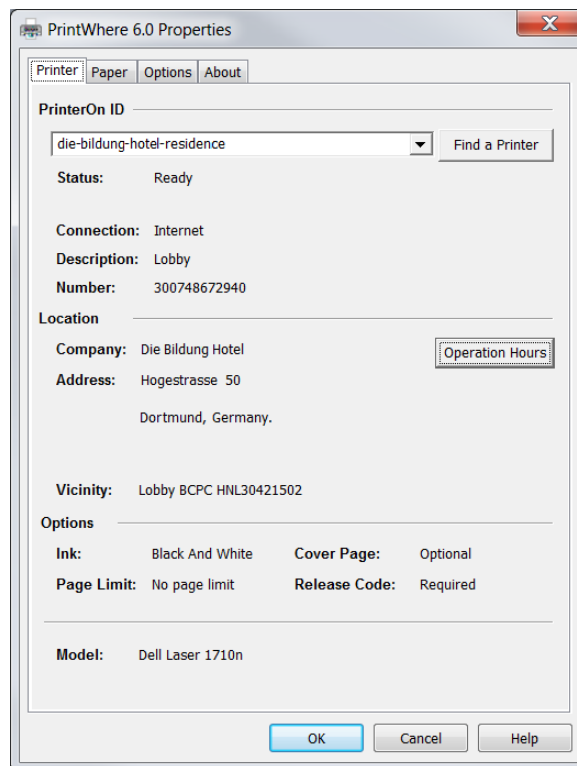 PrintWhere 6.0 Properties
Printer Paper Options About
PrinterOn ID
die-bildung-hotel-residence Find a Printer
Status: Ready
Connection: Internet
Description: Lobby
Number: 300748672940
Location
Company: Die Bildung Hotel Operation Hours
Address: Hogestrasse 50
Dortmund, Germany.
Vicinity: Lobby BCPC HNL30421502
Options
Ink: Black And White Cover Page: Optional
Page Limit: No page limit Release Code: Required
Model: Dell Laser 1710n
OK Cancel Help